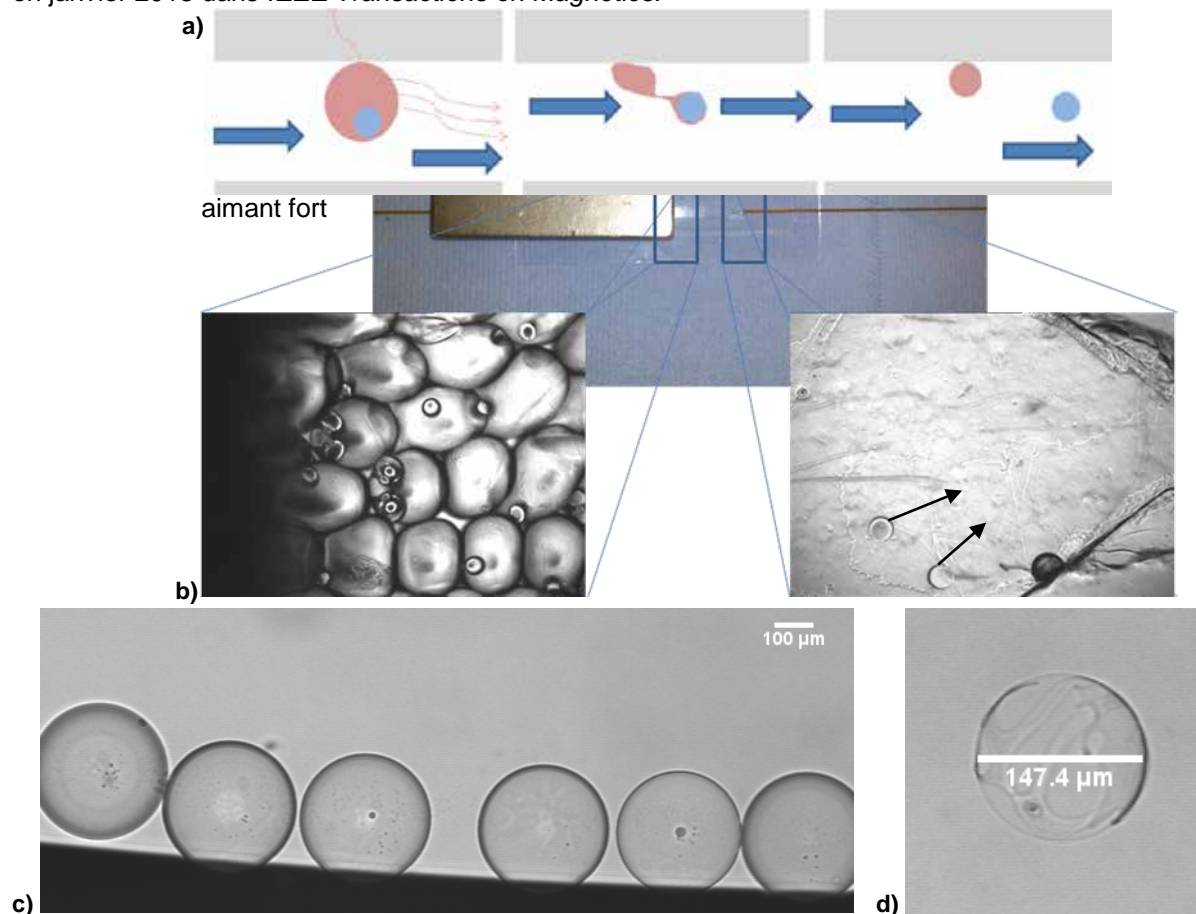 en janvier 2013 dans IEEE Transactions on Magnetics.
a)
aimant fort
b)
100 µm
147.4 µm
c)
d)